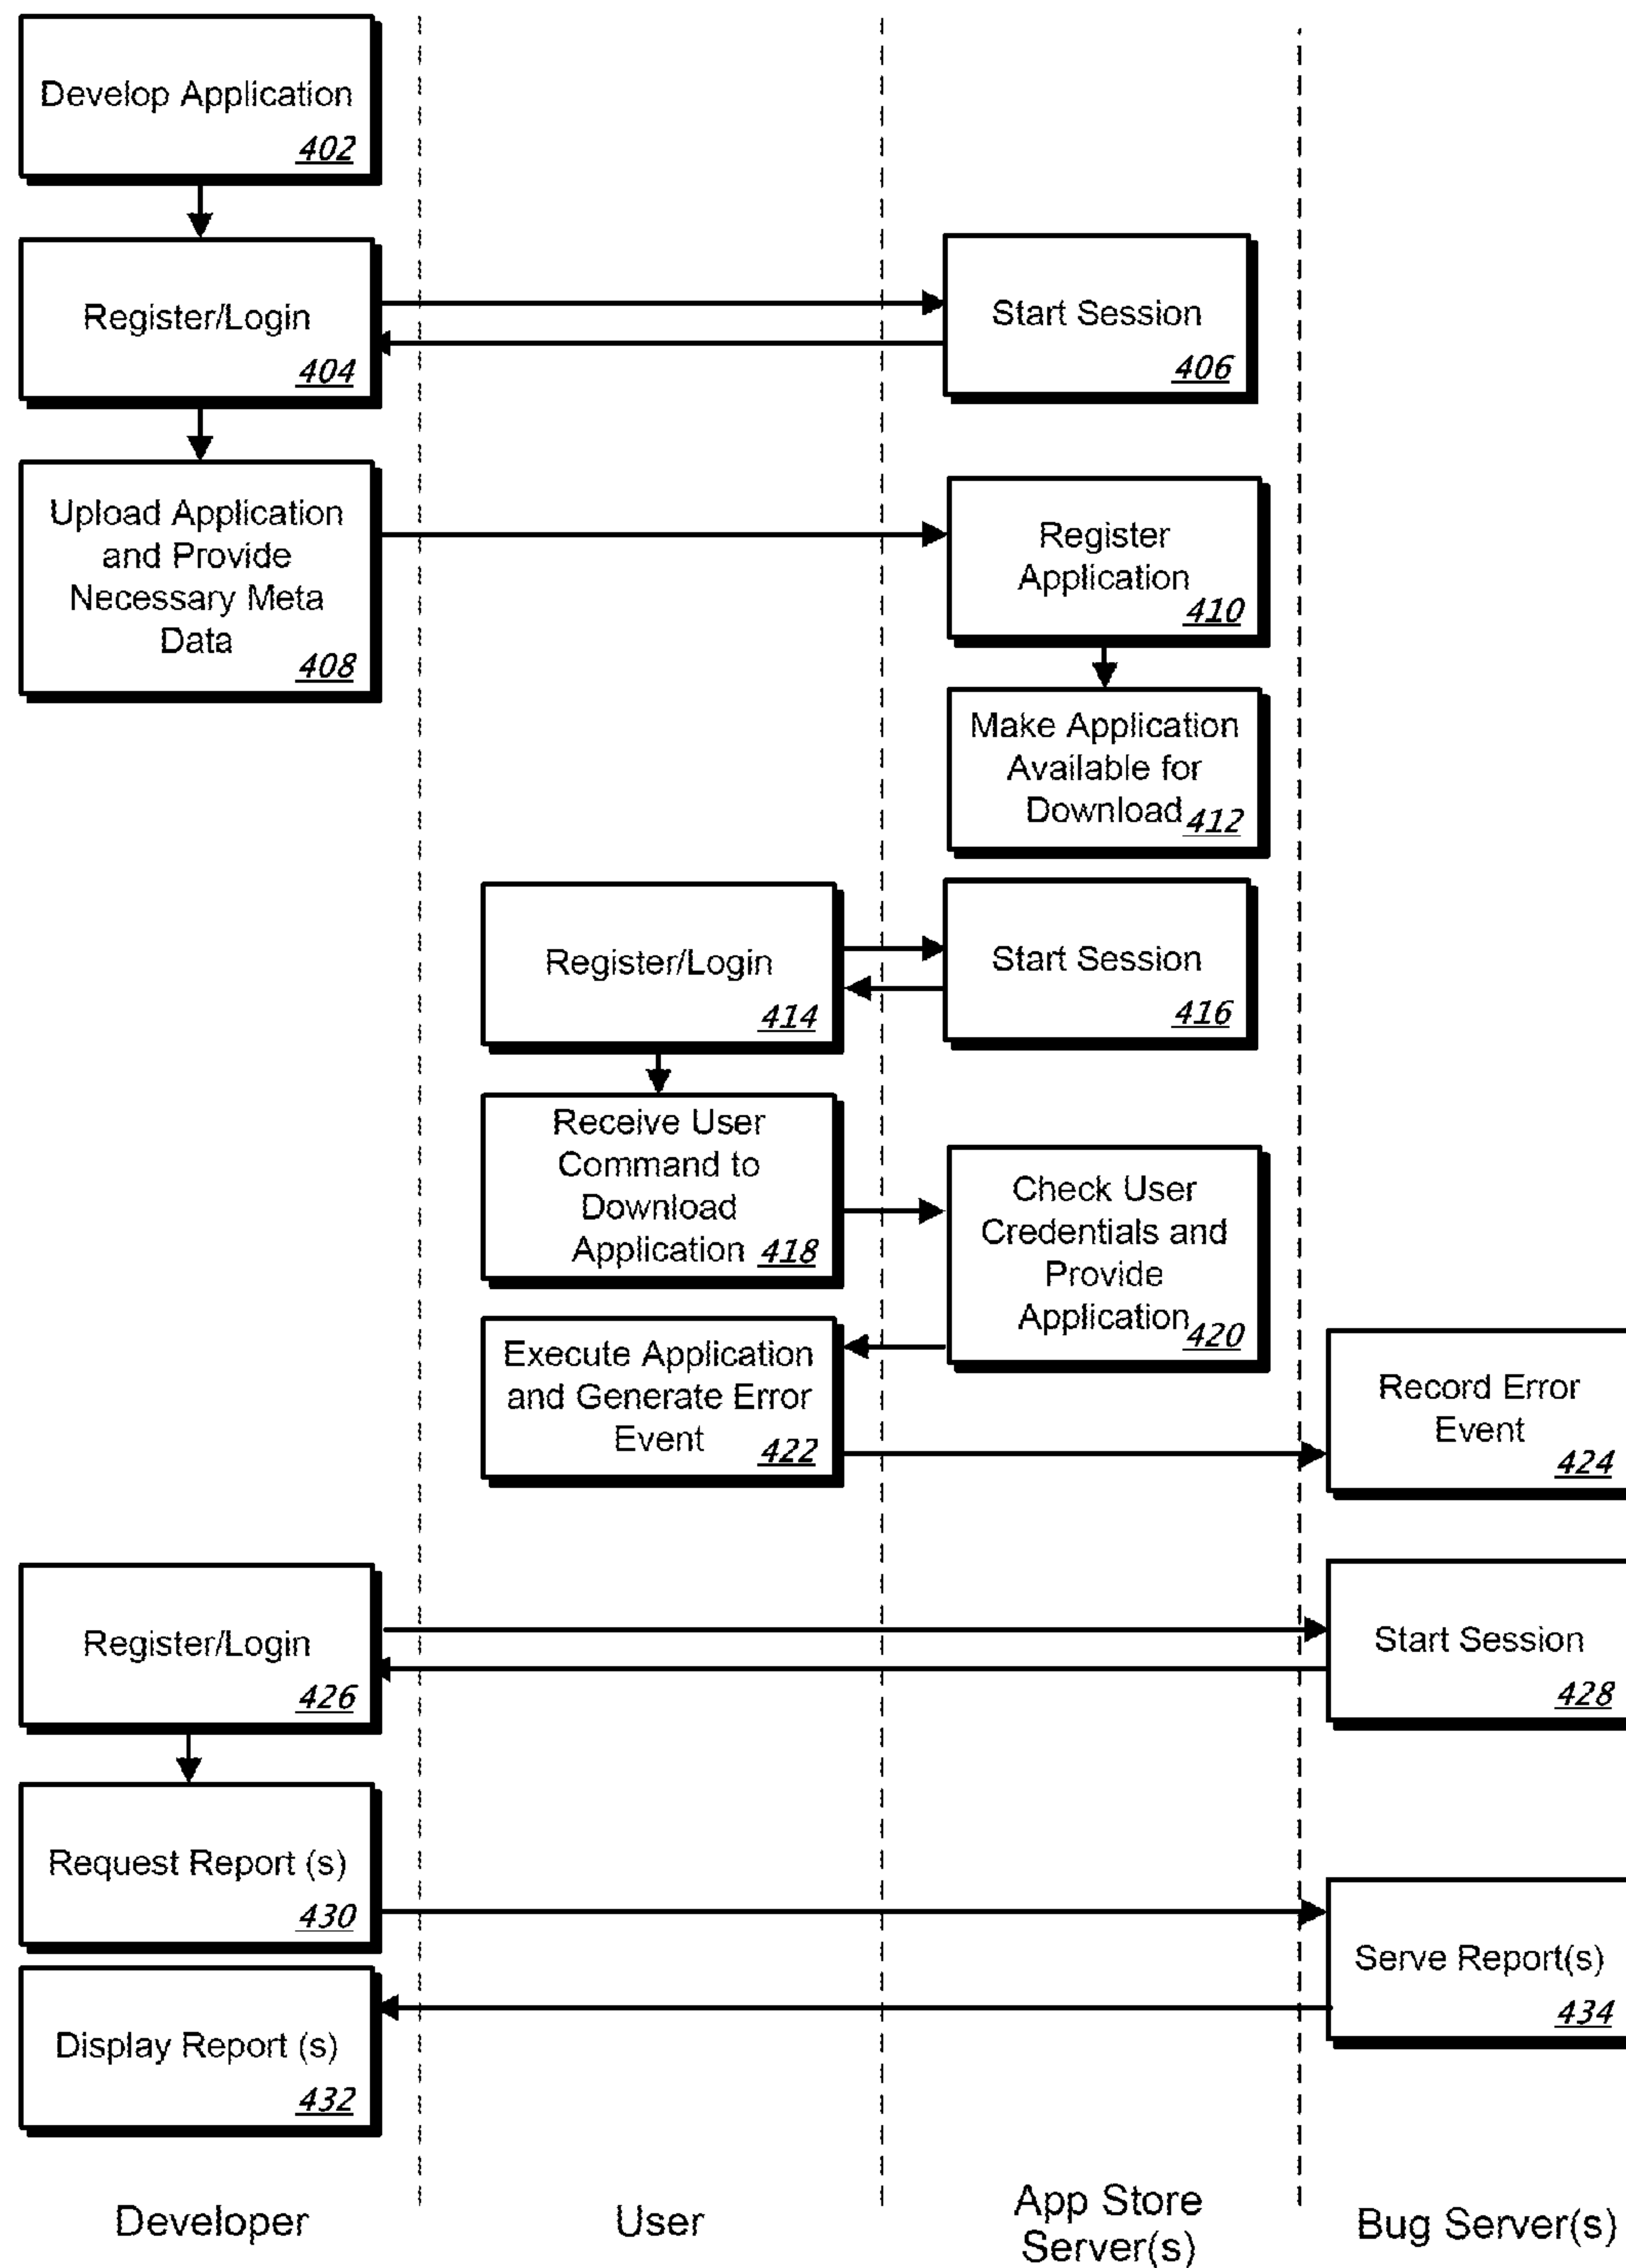 Develop Application
402
Register/Login
404
Start Session
406
Upload Application
and Provide
Necessary Meta
Data
408
Register
Application
410
Make Application
Available for
Download
412
Register/Login
414
Start Session
416
Receive User
Command to
Download
Application
418
Check User
Credentials and
Provide
Application
420
Execute Application
and Generate Error
Event
422
Record Error
Event
424
Register/Login
426
Start Session
428
Request Report (s)
430
Serve Report(s)
434
Display Report (s)
432
Developer
User
App Store
Server(s)
Bug Server(s)